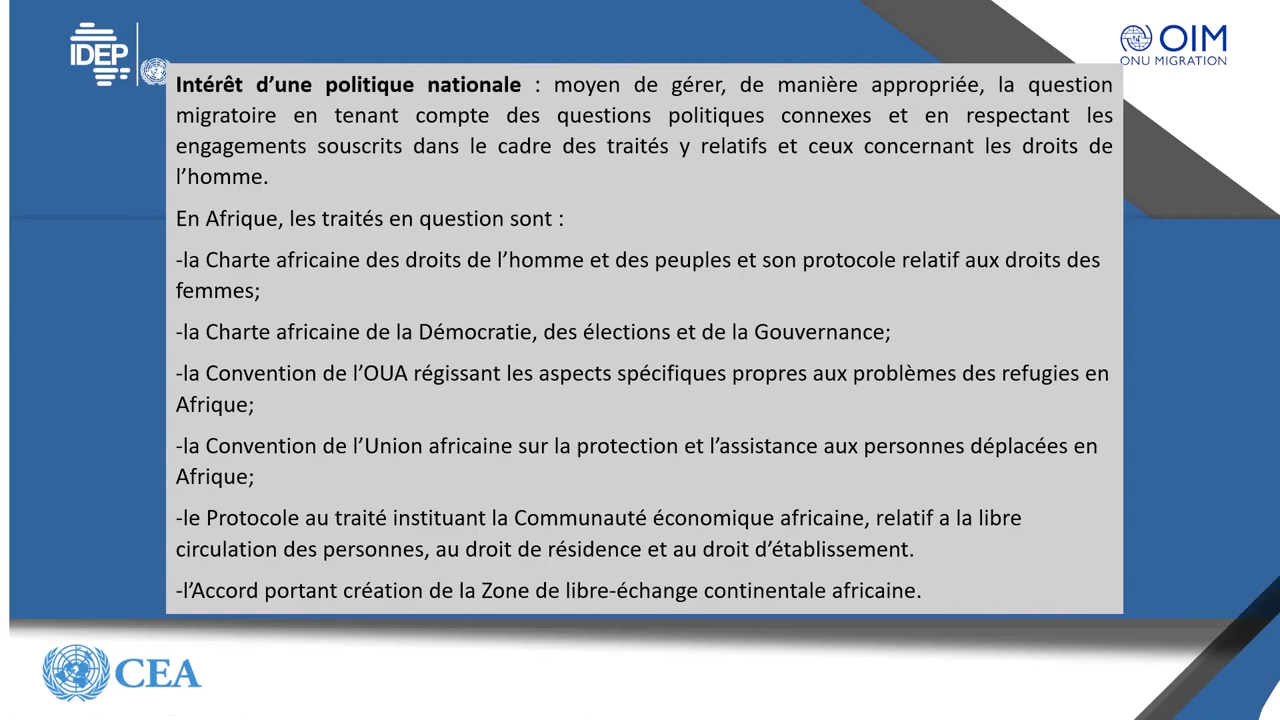 IDEP
OIM
ONU MIGRATION
Intérêt d’une politique nationale : moyen de gérer, de manière appropriée, la question
migratoire en tenant compte des questions politiques connexes et en respectant les
engagements souscrits dans le cadre des traités y relatifs et ceux concernant les droits de
l’homme.
En Afrique, les traités en question sont :
-la Charte africaine des droits de l’homme et des peuples et son protocole relatif aux droits des
femmes;
-la Charte africaine de la Démocratie, des élections et de la Gouvernance;
-la Convention de l’OUA régissant les aspects spécifiques propres aux problèmes des refugies en
Afrique;
-la Convention de l’Union africaine sur la protection et l’assistance aux personnes déplacées en
Afrique;
-le Protocole au traité instituant la Communauté économique africaine, relatif a la libre
circulation des personnes, au droit de résidence et au droit d’établissement.
-l’Accord portant création de la Zone de libre-échange continentale africaine.
CEA